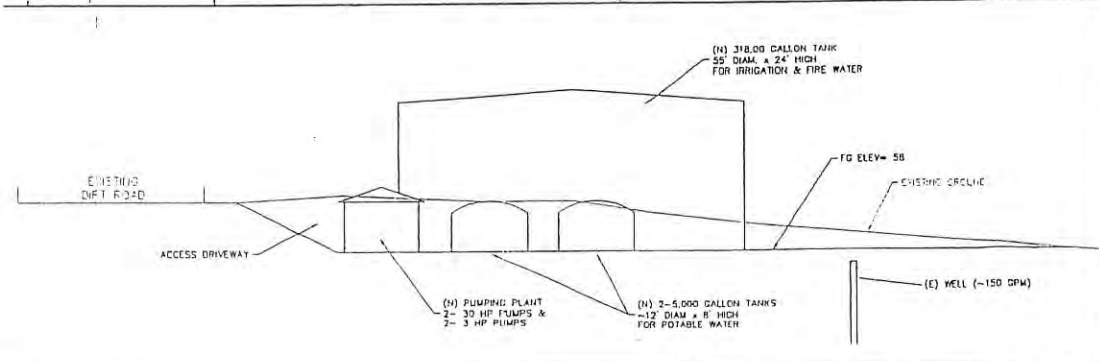 (N) 318,00 GALLON TANK
55' DIAM. x 24' HIGH
FOR IRRIGATION & FIRE WATER
FG ELEV= 58
EXISTING GROUND
EXISTING
DIRT ROAD
ACCESS DRIVEWAY
(N) PUMPING PLANT
2- 30 HP PUMPS &
2- 3 HP PUMPS
(N) 2-5,000 GALLON TANKS
~12' DIAM x 8' HIGH
FOR POTABLE WATER
(E) WELL (~150 GPM)